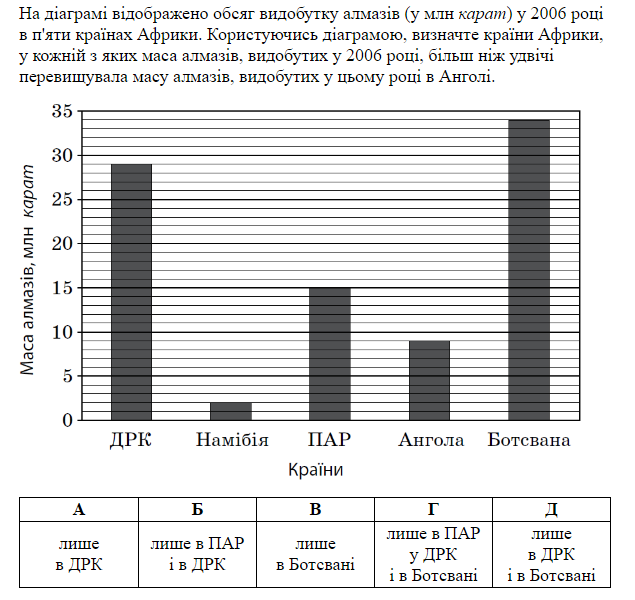 На діаграмі відображено обсяг видобутку алмазів (у млн карат) у 2006 році
в п'яти країнах Африки. Користуючись діаграмою, визначте країни Африки,
у кожній з яких маса алмазів, видобутих у 2006 році, більш ніж удвічі
перевищувала масу алмазів, видобутих у цьому році в Анголі.
Маса алмазів, млн карат
35
30
25
20
15
10
5
0
ДРК Намібія ПАР Ангола Ботсвана
Країни
А Б В Г Д
лише в ДРК
лише в ПАР і в ДРК
лише в Ботсвані
лише в ПАР у ДРК і в Ботсвані
лише в ДРК і в Ботсвані